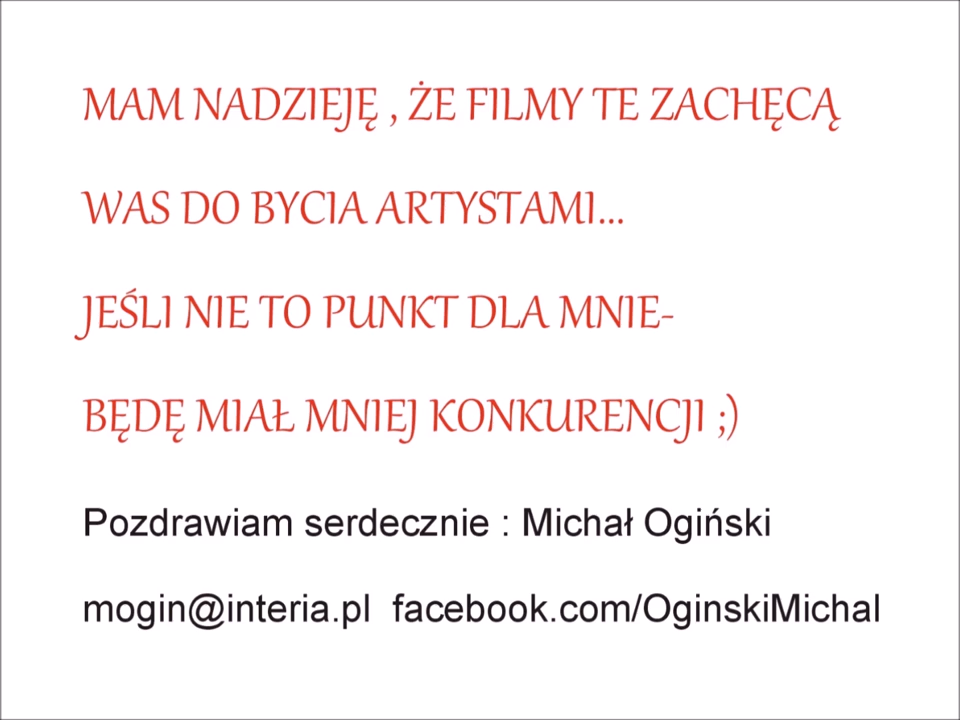 MAM NADZIEJĘ , ŻE FILMY TE ZACHĘCĄ
WAS DO BYCIA ARTYSTAMI...
JEŚLI NIE TO PUNKT DLA MNIE-
BĘDĘ MIAŁ MNIEJ KONKURENCJI ;)
Pozdrawiam serdecznie : Michał Ogiński
mogin@interia.pl facebook.com/OginskiMichal